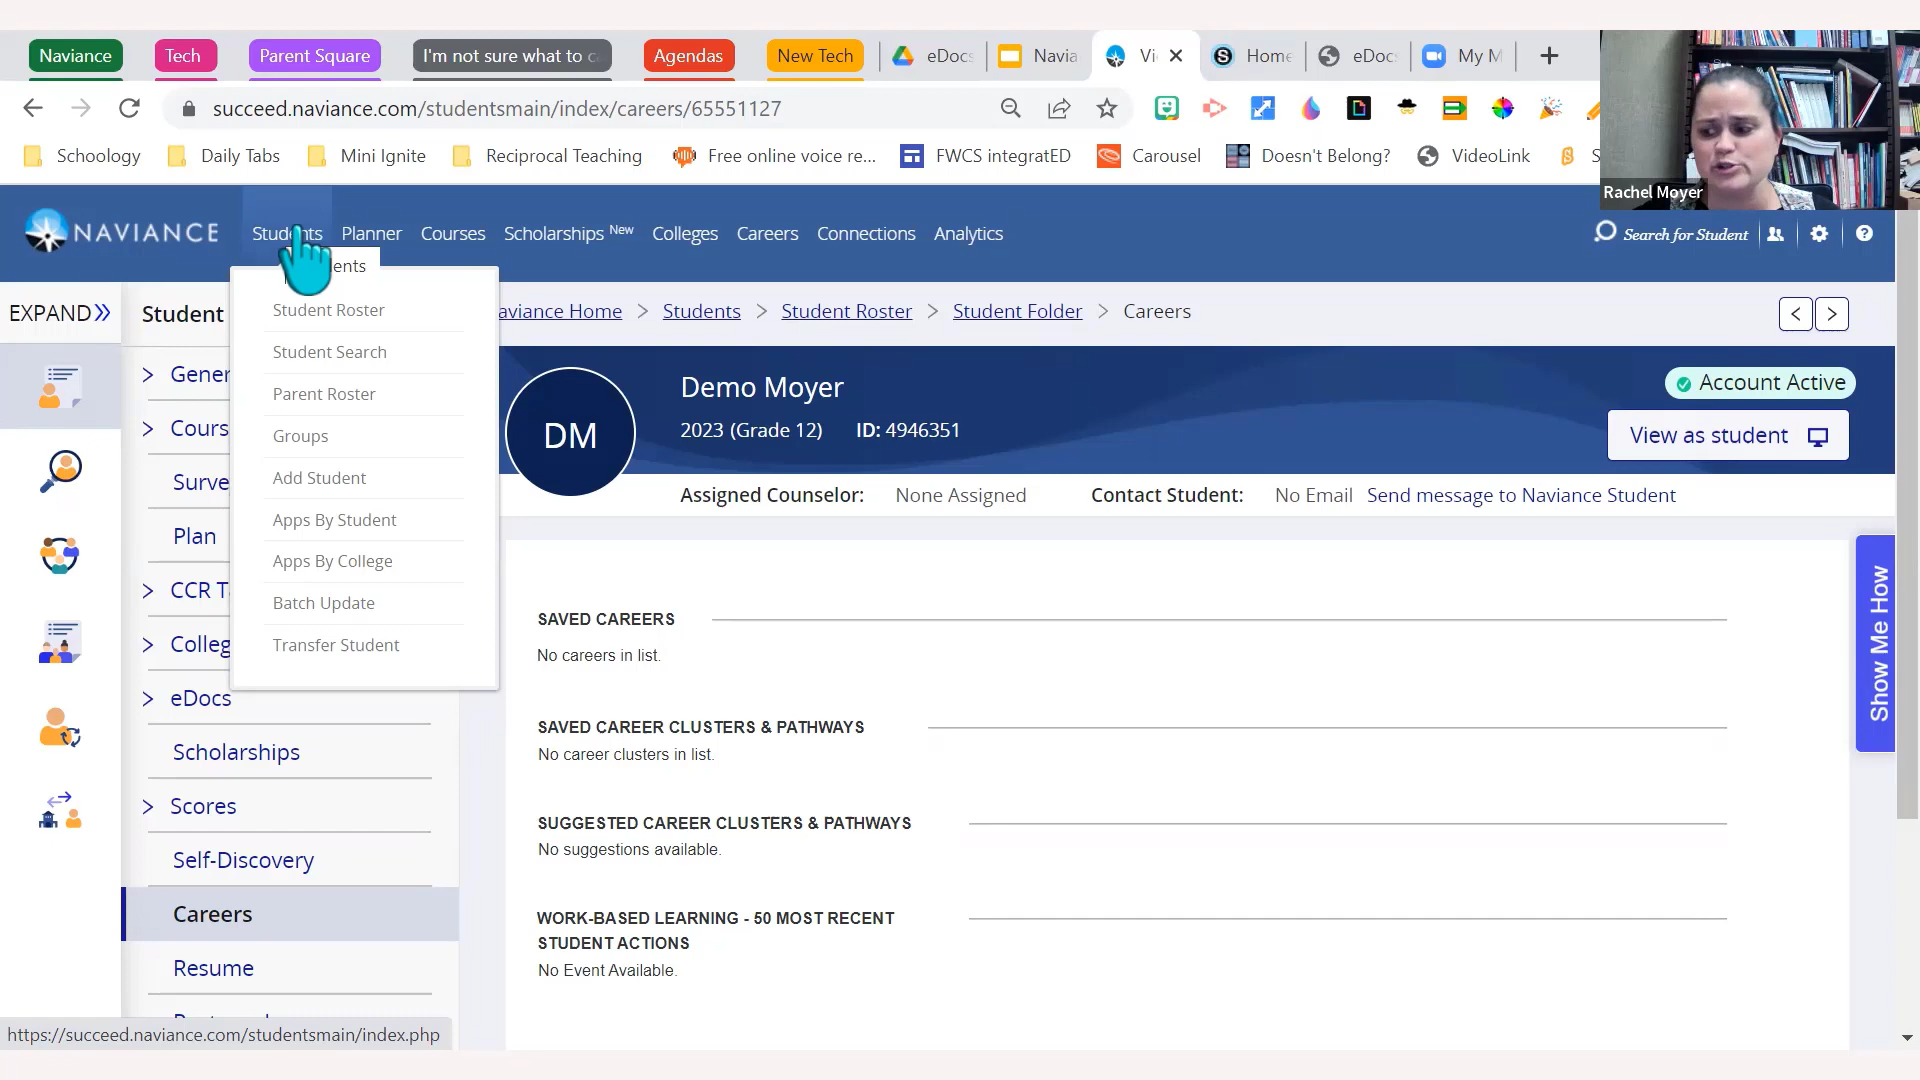 Naviance Tech Parent Square I'm not sure what to c Agendas New Tech eDocs Navia Vi Home eDoc My M
succeed.naviance.com/studentsmain/index/careers/65551127
Schoology Daily Tabs Mini Ignite Reciprocal Teaching Free online voice re... FWCS integratED Carousel Doesn't Belong? VideoLink S
Rachel Moyer
NAVIANCE Students Planner Courses Scholarships New Colleges Careers Connections Analytics Search for Student
ents
EXPAND Student
aviance Home > Students > Student Roster > Student Folder > Careers
Student Roster
Student Search
Parent Roster
Groups
Add Student
Apps By Student
Apps By College
Batch Update
Transfer Student
Gener
Cours
Surve
Plan
CCR T
Colleg
eDocs
Scholarships
Scores
Self-Discovery
Careers
Resume
DM
Demo Moyer
2023 (Grade 12) ID: 4946351
Account Active
View as student
Assigned Counselor: None Assigned Contact Student: No Email Send message to Naviance Student
SAVED CAREERS
No careers in list.
SAVED CAREER CLUSTERS & PATHWAYS
No career clusters in list.
SUGGESTED CAREER CLUSTERS & PATHWAYS
No suggestions available.
WORK-BASED LEARNING - 50 MOST RECENT
STUDENT ACTIONS
No Event Available.
Show Me How
https://succeed.naviance.com/studentsmain/index.php